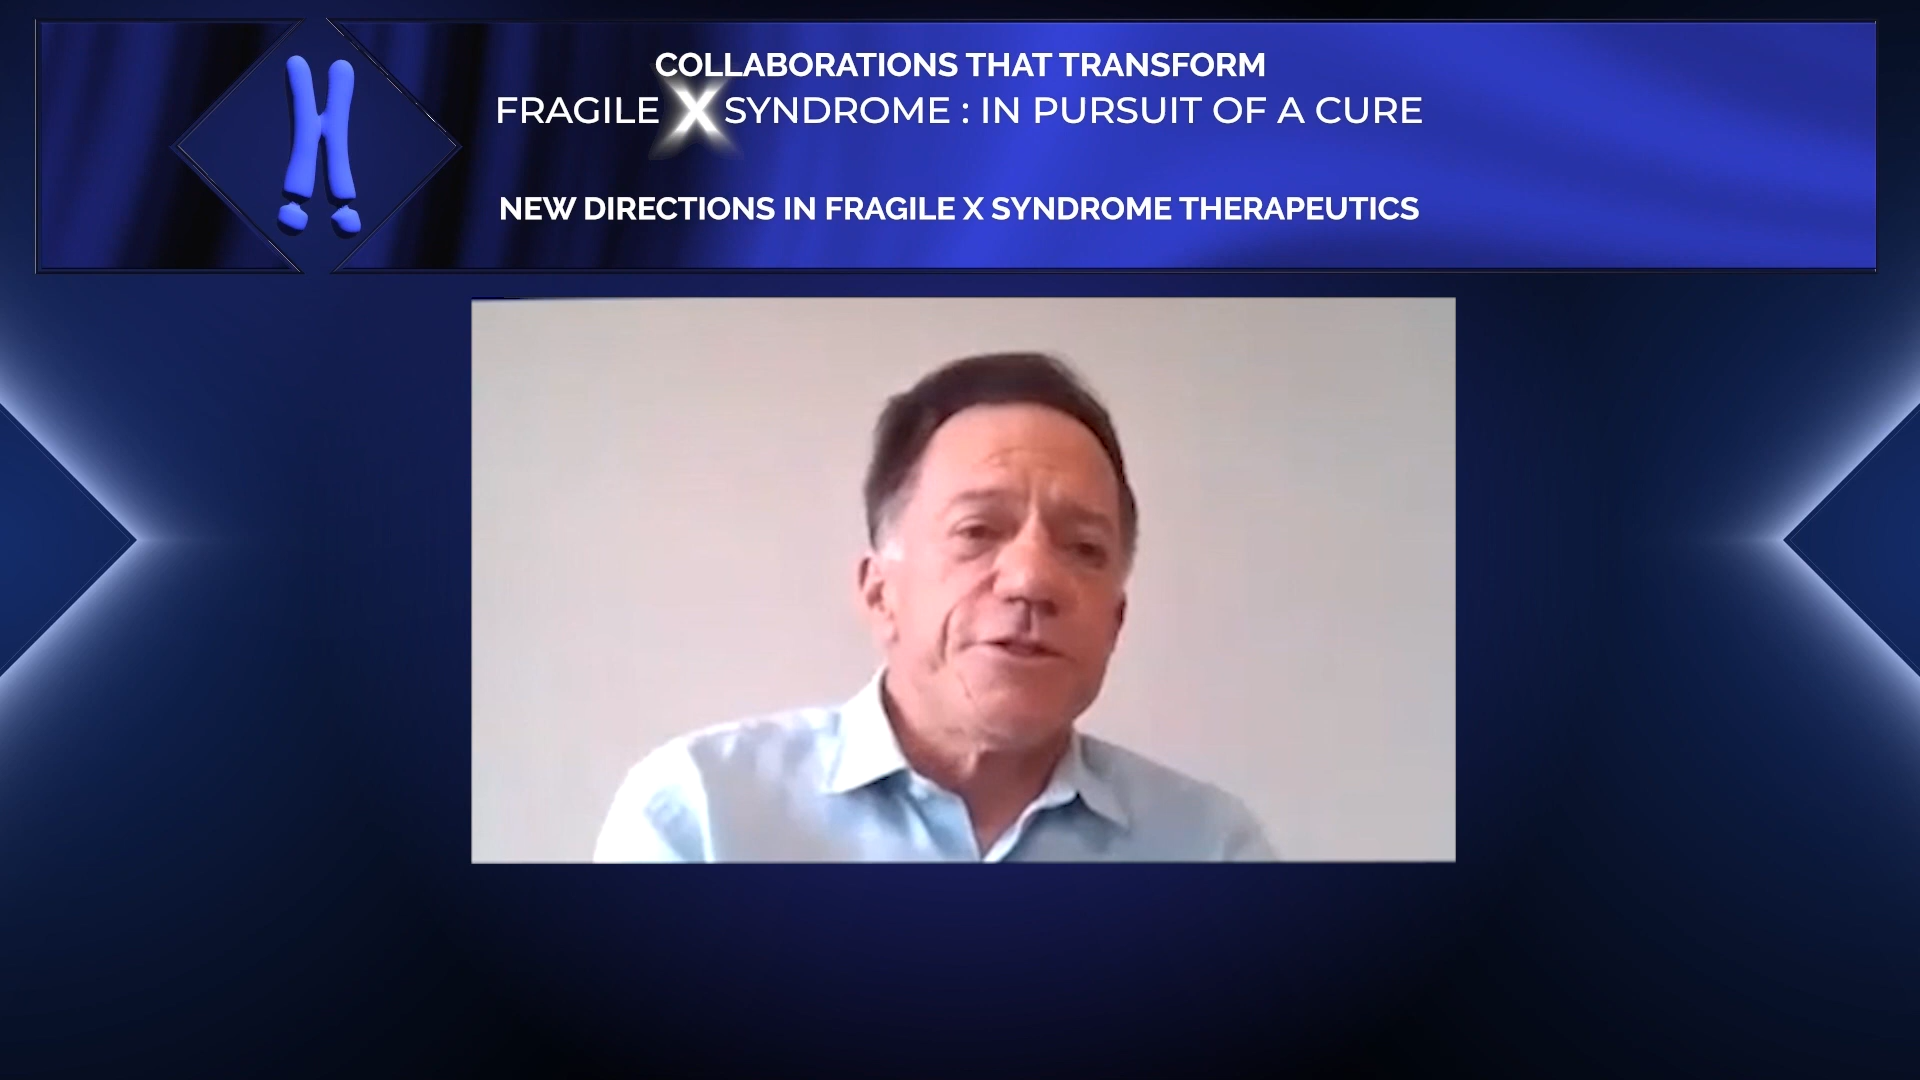 COLLABORATIONS THAT TRANSFORM
FRAGILE X SYNDROME : IN PURSUIT OF A CURE
NEW DIRECTIONS IN FRAGILE X SYNDROME THERAPEUTICS